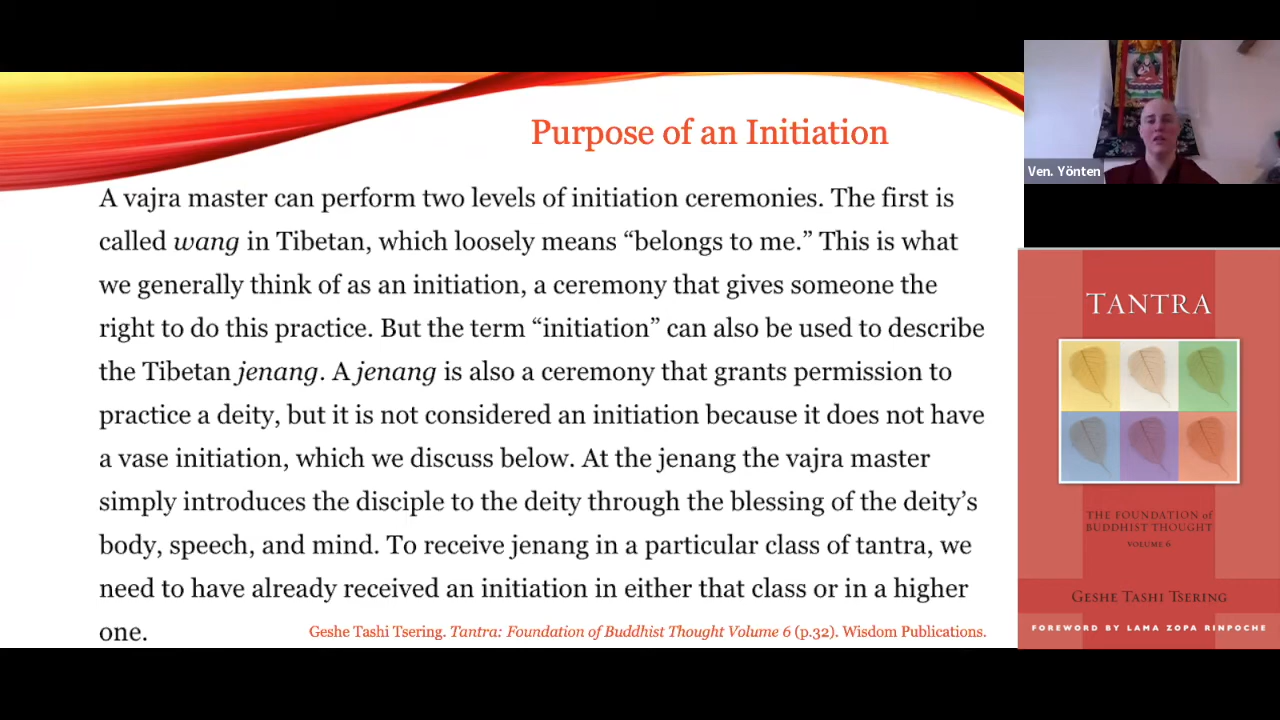 Purpose of an Initiation
A vajra master can perform two levels of initiation ceremonies. The first is
called wang in Tibetan, which loosely means “belongs to me.” This is what
we generally think of as an initiation, a ceremony that gives someone the
right to do this practice. But the term “initiation” can also be used to describe
the Tibetan jenang. A jenang is also a ceremony that grants permission to
practice a deity, but it is not considered an initiation because it does not have
a vase initiation, which we discuss below. At the jenang the vajra master
simply introduces the disciple to the deity through the blessing of the deity’s
body, speech, and mind. To receive jenang in a particular class of tantra, we
need to have already received an initiation in either that class or in a higher
one.
Geshe Tashi Tsering. Tantra: Foundation of Buddhist Thought Volume 6 (p.32). Wisdom Publications.
Ven. Yönten
TANTRA
THE FOUNDATION of
BUDDHIST THOUGHT
VOLUME 6
GESHE TASHI TSERING
FOREWORD BY LAMA ZOPA RINPOCHE